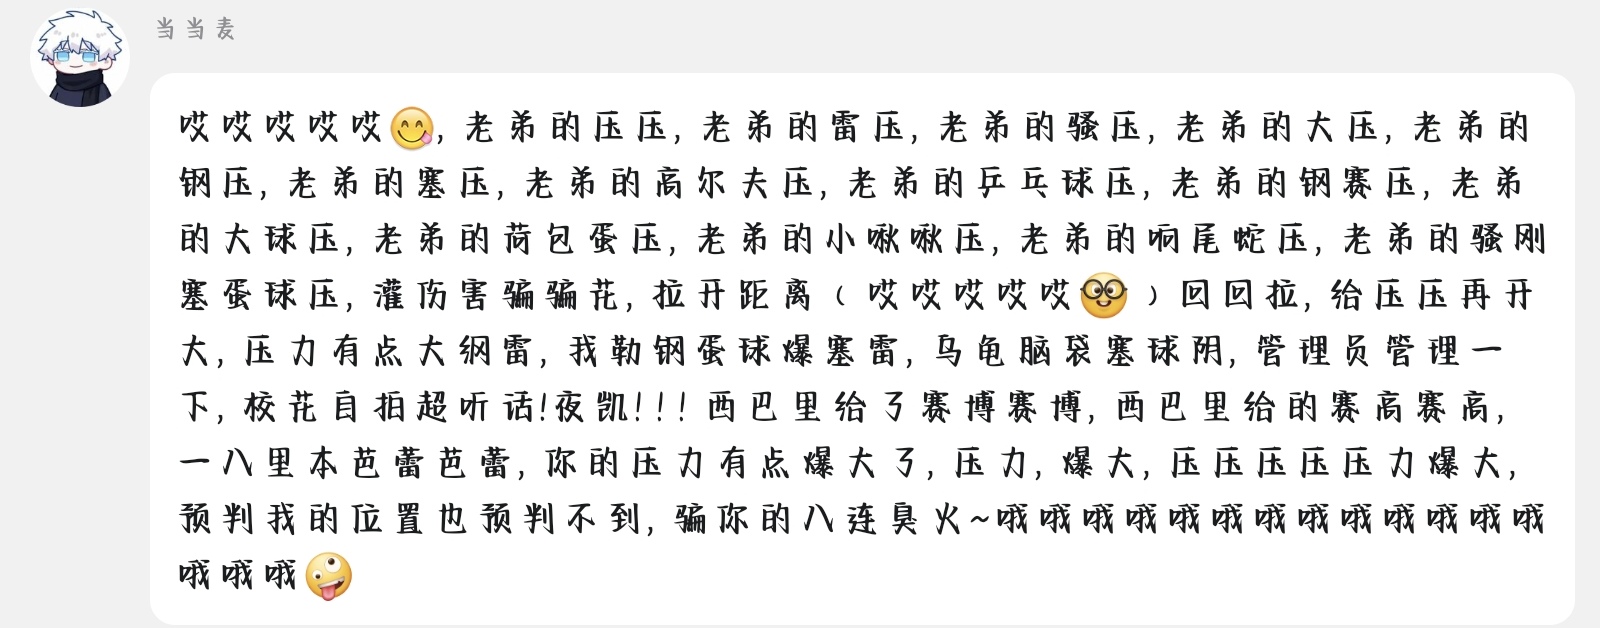 当当麦
哎哎哎哎哎😋, 老弟的压压, 老弟的雷压, 老弟的骚压, 老弟的大压, 老弟的
钢压, 老弟的塞压, 老弟的高尔夫压, 老弟的乒乓球压, 老弟的钢赛压, 老弟
的大球压, 老弟的荷包蛋压, 老弟的小啾啾压, 老弟的响尾蛇压, 老弟的骚刚
塞蛋球压, 灌伤害骗骗花, 拉开距离（哎哎哎哎哎🤓）回回拉, 给压压再开
大, 压力有点大纲雷, 我勒钢蛋球爆塞雷, 乌龟脑袋塞球阴, 管理员管理一
下, 校花自拍超听话!夜凯!!!西巴里给了赛博赛博, 西巴里给的赛高赛高,
一八里本芭蕾芭蕾, 你的压力有点爆大了, 压力, 爆大, 压压压压压力爆大,
预判我的位置也预判不到, 骗你的八连臭火~哦哦哦哦哦哦哦哦哦哦哦哦哦
哦哦哦🤪